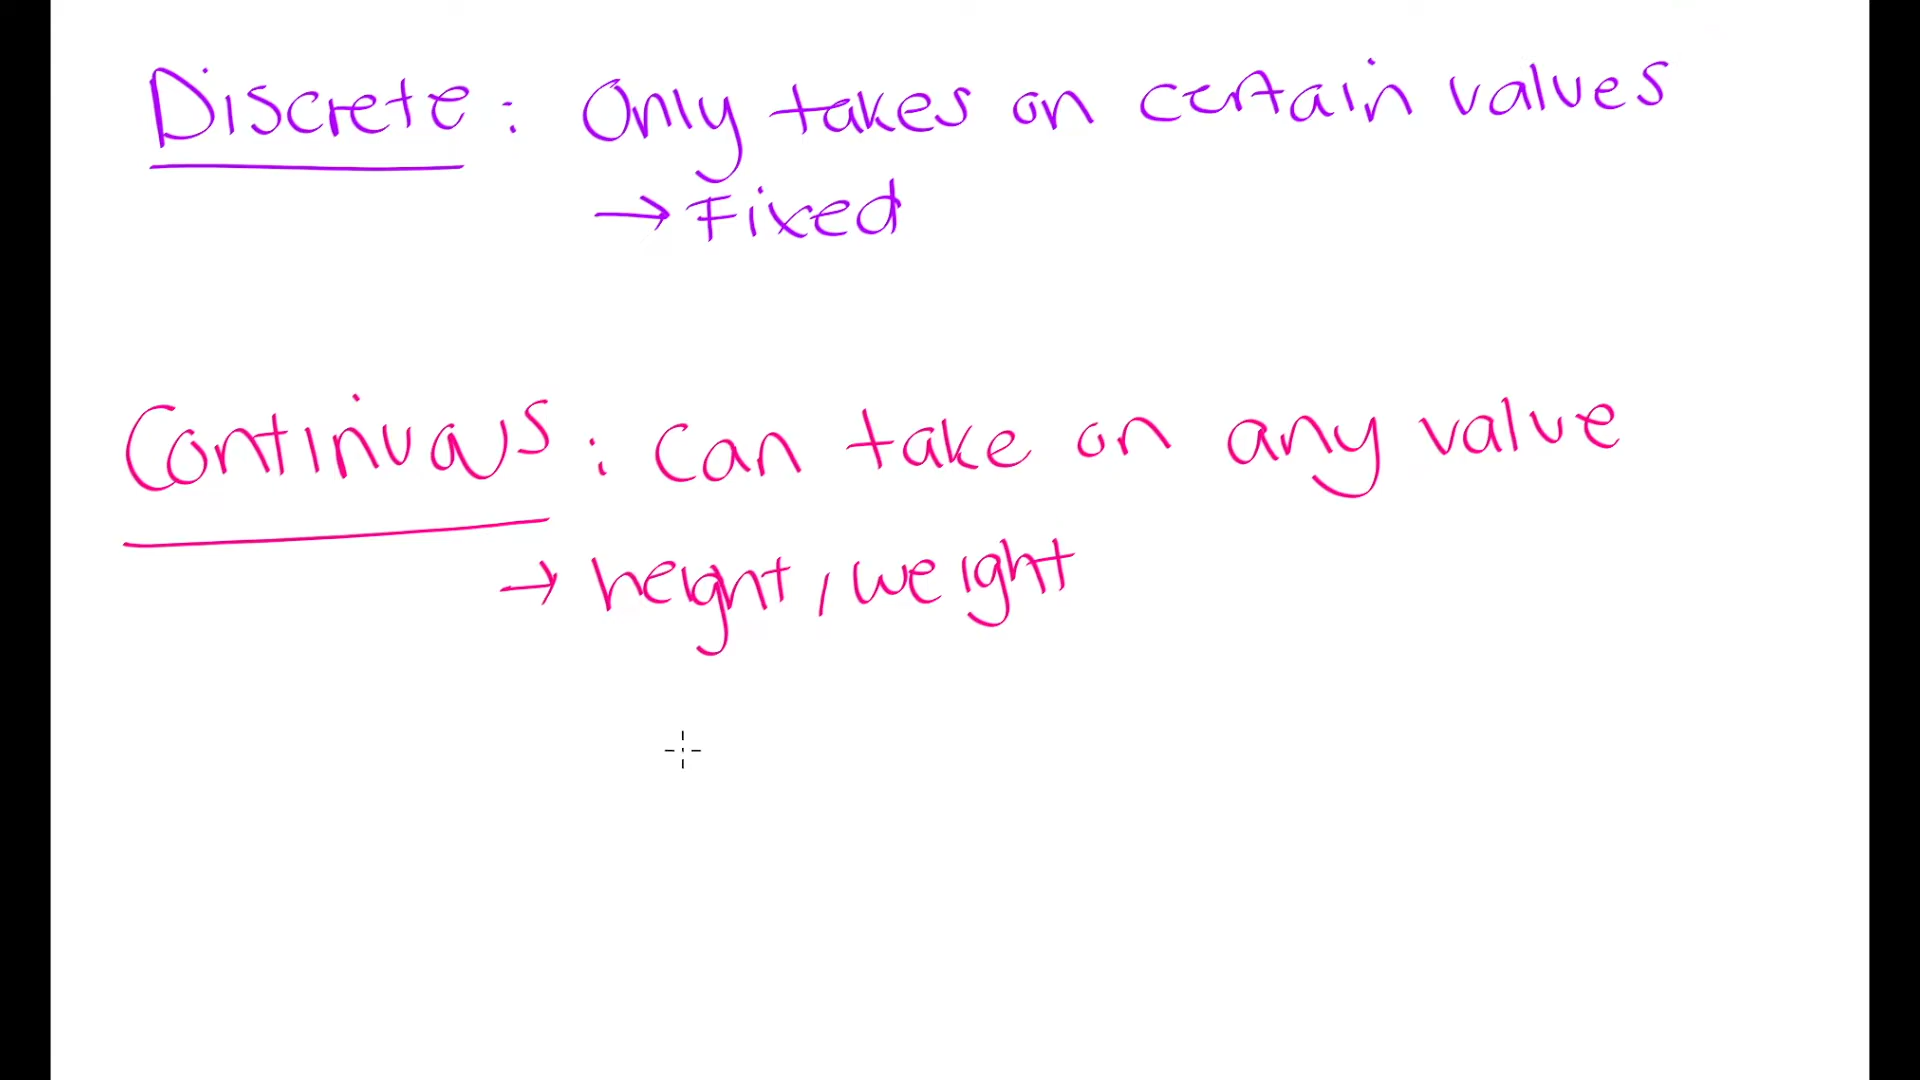 Discrete: Only takes on certain values
→ Fixed
Continuous: Can take on any value
→ height, weight